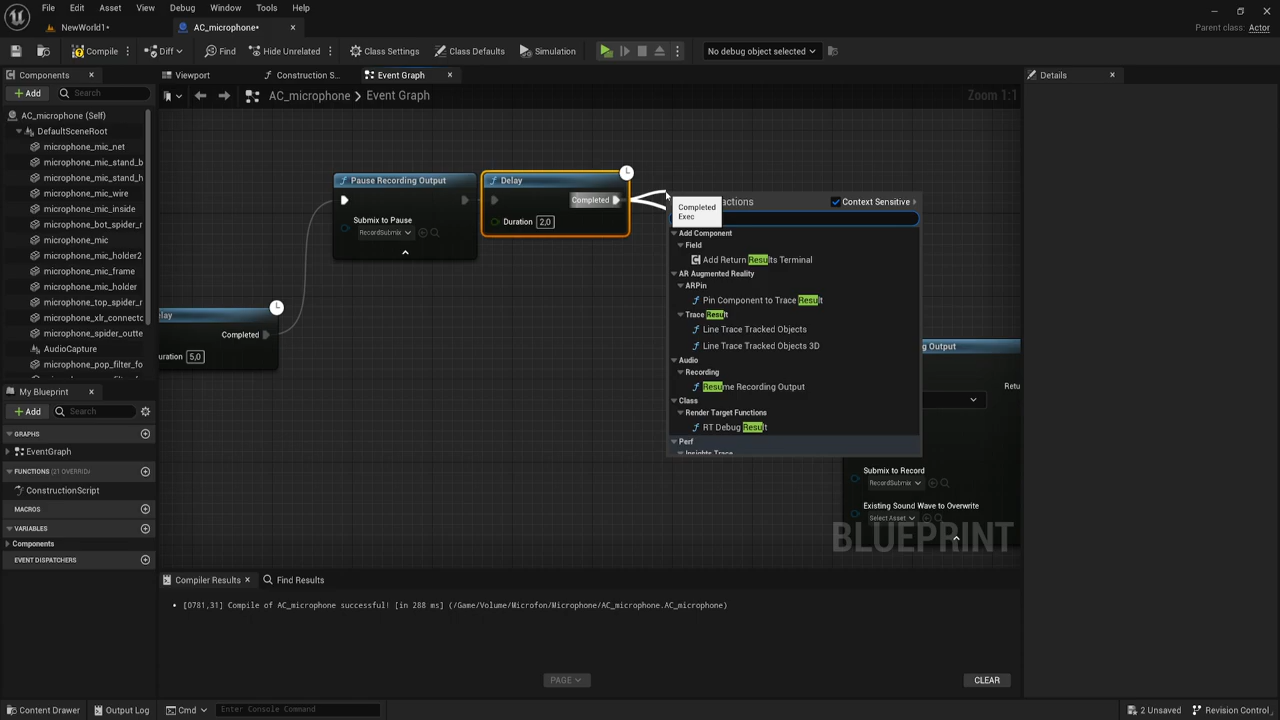 File Edit Asset View Debug Window Tools Help
NewWorld1•
AC_microphone•
Parent class: Actor
Compile
Diff
Find
Hide Unrelated
Class Settings
Class Defaults
Simulation
No debug object selected
Components
Viewport
Construction S...
Event Graph
Details
+ Add
Search
AC_microphone > Event Graph
Zoom 1:1
AC_microphone (Self)
DefaultSceneRoot
microphone_mic_net
microphone_mic_stand_b
microphone_mic_stand_h
microphone_mic_wire
microphone_mic_inside
microphone_bot_spider_r
microphone_mic
microphone_mic_holder2
microphone_mic_frame
microphone_mic_holder
microphone_top_spider_r
microphone_xlr_connecto
microphone_spider_outte
AudioCapture
microphone_pop_filter_fo
Pause Recording Output
Submix to Pause
RecordSubmix
Delay
Completed
Duration 2,0
elay
Completed
uration 5,0
Completed
Exec
actions
Context Sensitive
Add Component
Field
Add Return Results Terminal
AR Augmented Reality
ARPin
Pin Component to Trace Result
Trace Result
Line Trace Tracked Objects
Line Trace Tracked Objects 3D
Audio
Recording
Resume Recording Output
Class
Render Target Functions
RT Debug Result
Perf
Insights Trace
g Output
Retu
Submix to Record
RecordSubmix
Existing Sound Wave to Overwrite
Select Asset
BLUEPRINT
My Blueprint
+ Add
Search
GRAPHS
EventGraph
FUNCTIONS (21 OVERRID
ConstructionScript
MACROS
VARIABLES
Components
EVENT DISPATCHERS
Compiler Results
Find Results
• [0781,31] Compile of AC_microphone successful! [in 288 ms] (/Game/Volume/Microfon/Microphone/AC_microphone.AC_microphone)
PAGE
CLEAR
Content Drawer
Output Log
Cmd
Enter Console Command
2 Unsaved
Revision Control